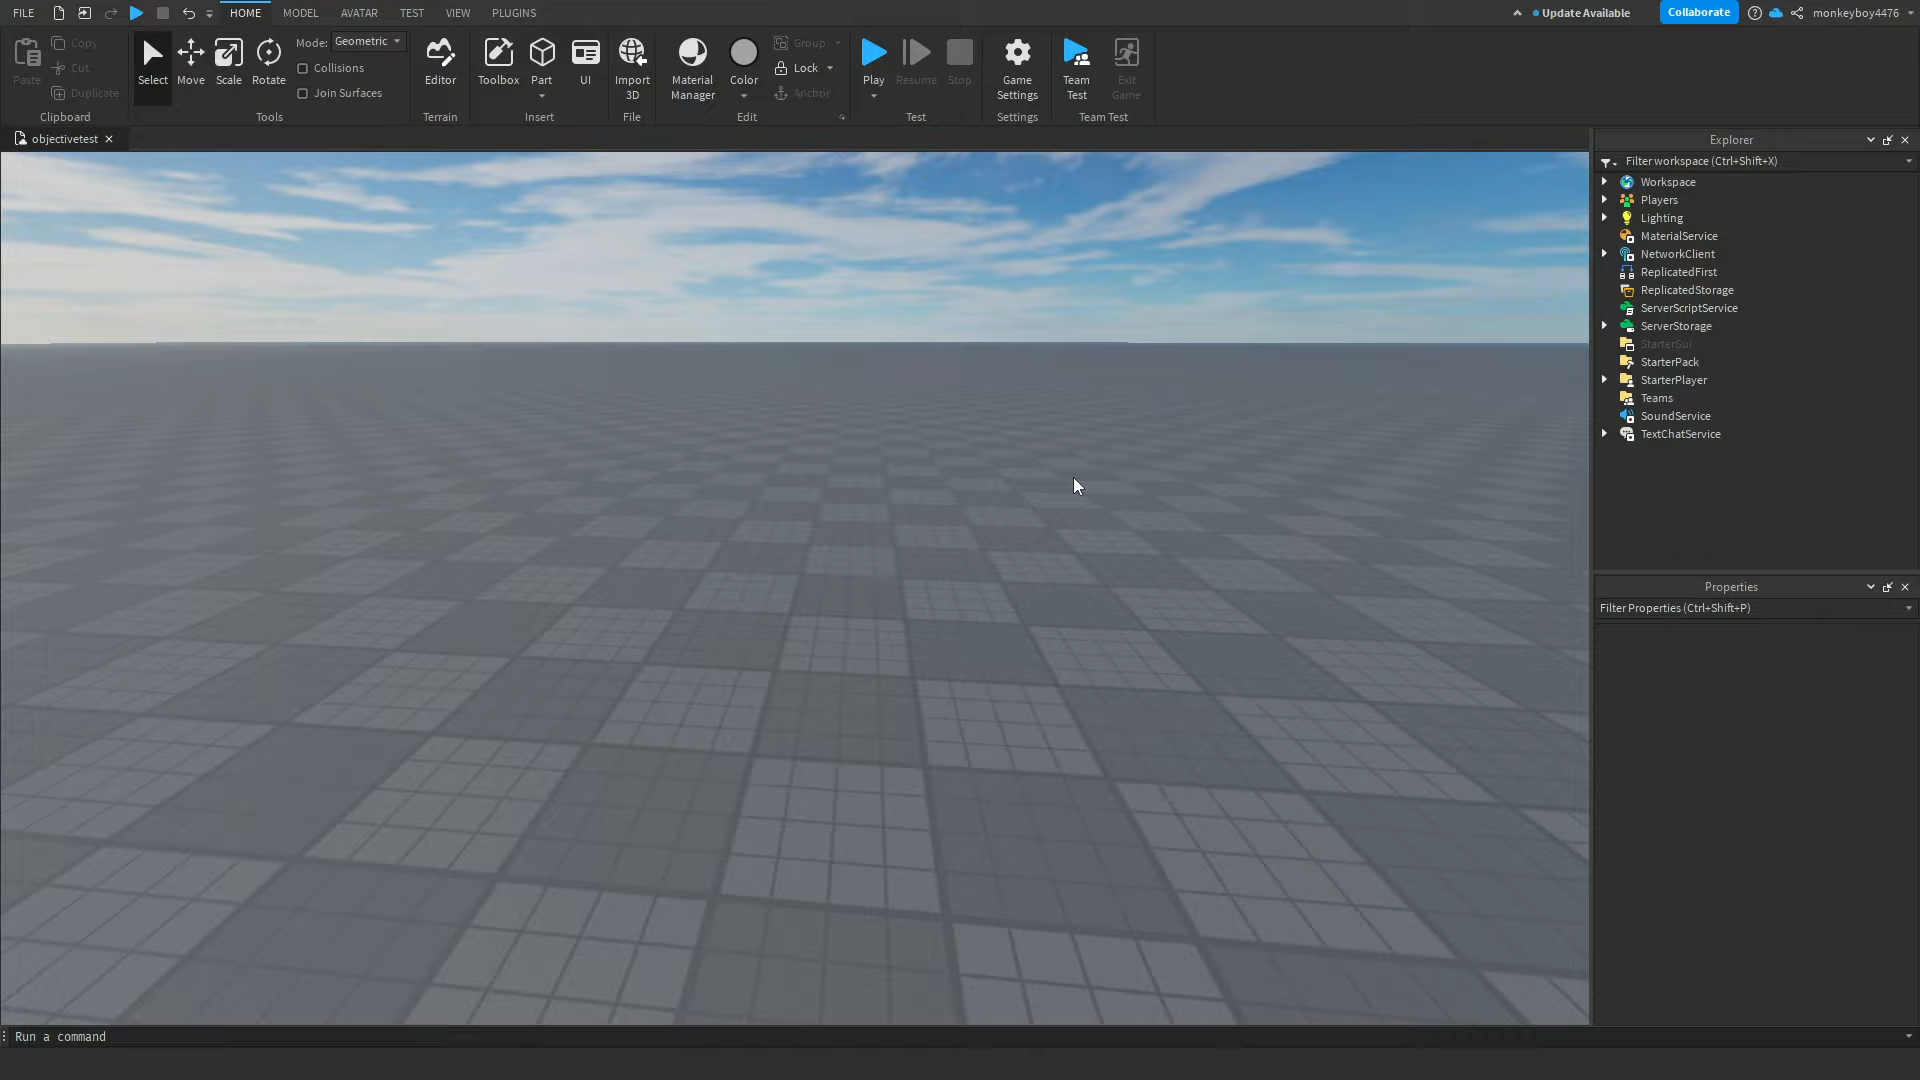 FILE HOME MODEL AVATAR TEST VIEW PLUGINS Update Available Collaborate monkeyboy4476
Paste
Copy
Cut
Duplicate
Clipboard
Select Move Scale Rotate
Mode: Geometric
Collisions
Join Surfaces
Tools
Editor
Terrain
Toolbox Part UI
Insert
Import
3D
File
Material
Manager
Color
Group
Lock
Anchor
Edit
Play Resume Stop
Test
Game
Settings
Settings
Team
Test
Exit
Game
Team Test
objectivetest
Explorer
Filter workspace (Ctrl+Shift+X)
Workspace
Players
Lighting
MaterialService
NetworkClient
ReplicatedFirst
ReplicatedStorage
ServerScriptService
ServerStorage
StarterGui
StarterPack
StarterPlayer
Teams
SoundService
TextChatService
Properties
Filter Properties (Ctrl+Shift+P)
Run a command